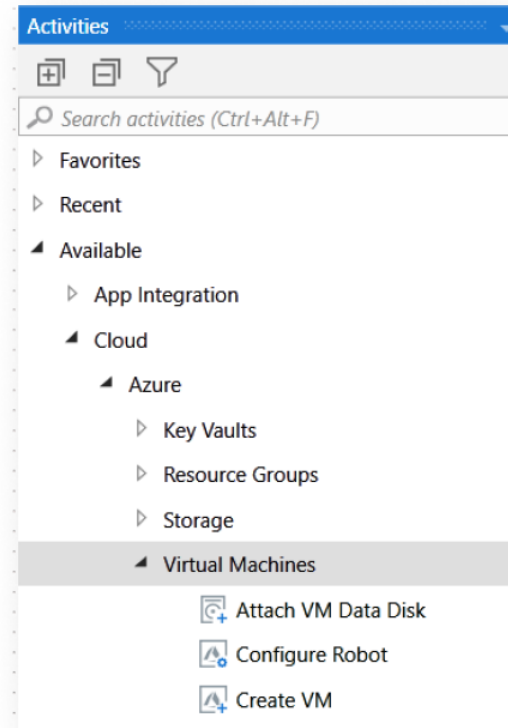 Activities
Search activities (Ctrl+Alt+F)
Favorites
Recent
Available
App Integration
Cloud
Azure
Key Vaults
Resource Groups
Storage
Virtual Machines
Attach VM Data Disk
Configure Robot
Create VM